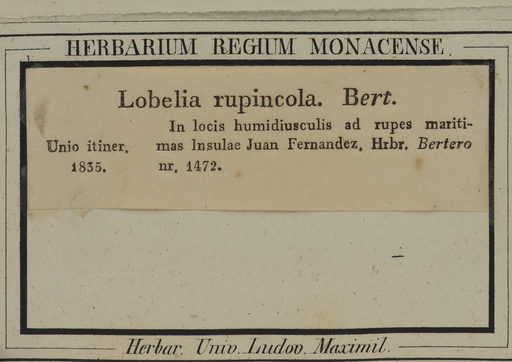 HERBARIUM REGIUM MONACENSE.
Lobelia rupincola. Bert.
In locis humidiusculis ad rupes mariti-
Unio itiner. mas Insulae Juan Fernandez. Hrbr. Bertero
1835. nr. 1472.
Herbar. Univ. Ludov. Maximil.